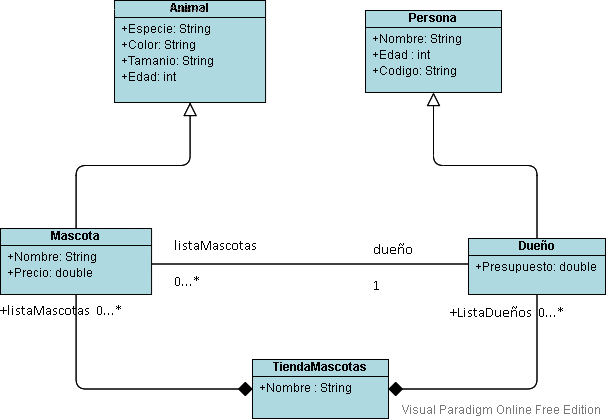 Animal
+Especie: String
+Color: String
+Tamanio: String
+Edad: int
Persona
+Nombre: String
+Edad : int
+Codigo: String
Mascota
+Nombre: String
+Precio: double
listaMascotas
0...*
dueño
1
Dueño
+Presupuesto: double
+listaMascotas 0...*
+ListaDueños 0...*
TiendaMascotas
+Nombre : String
Visual Paradigm Online Free Edition